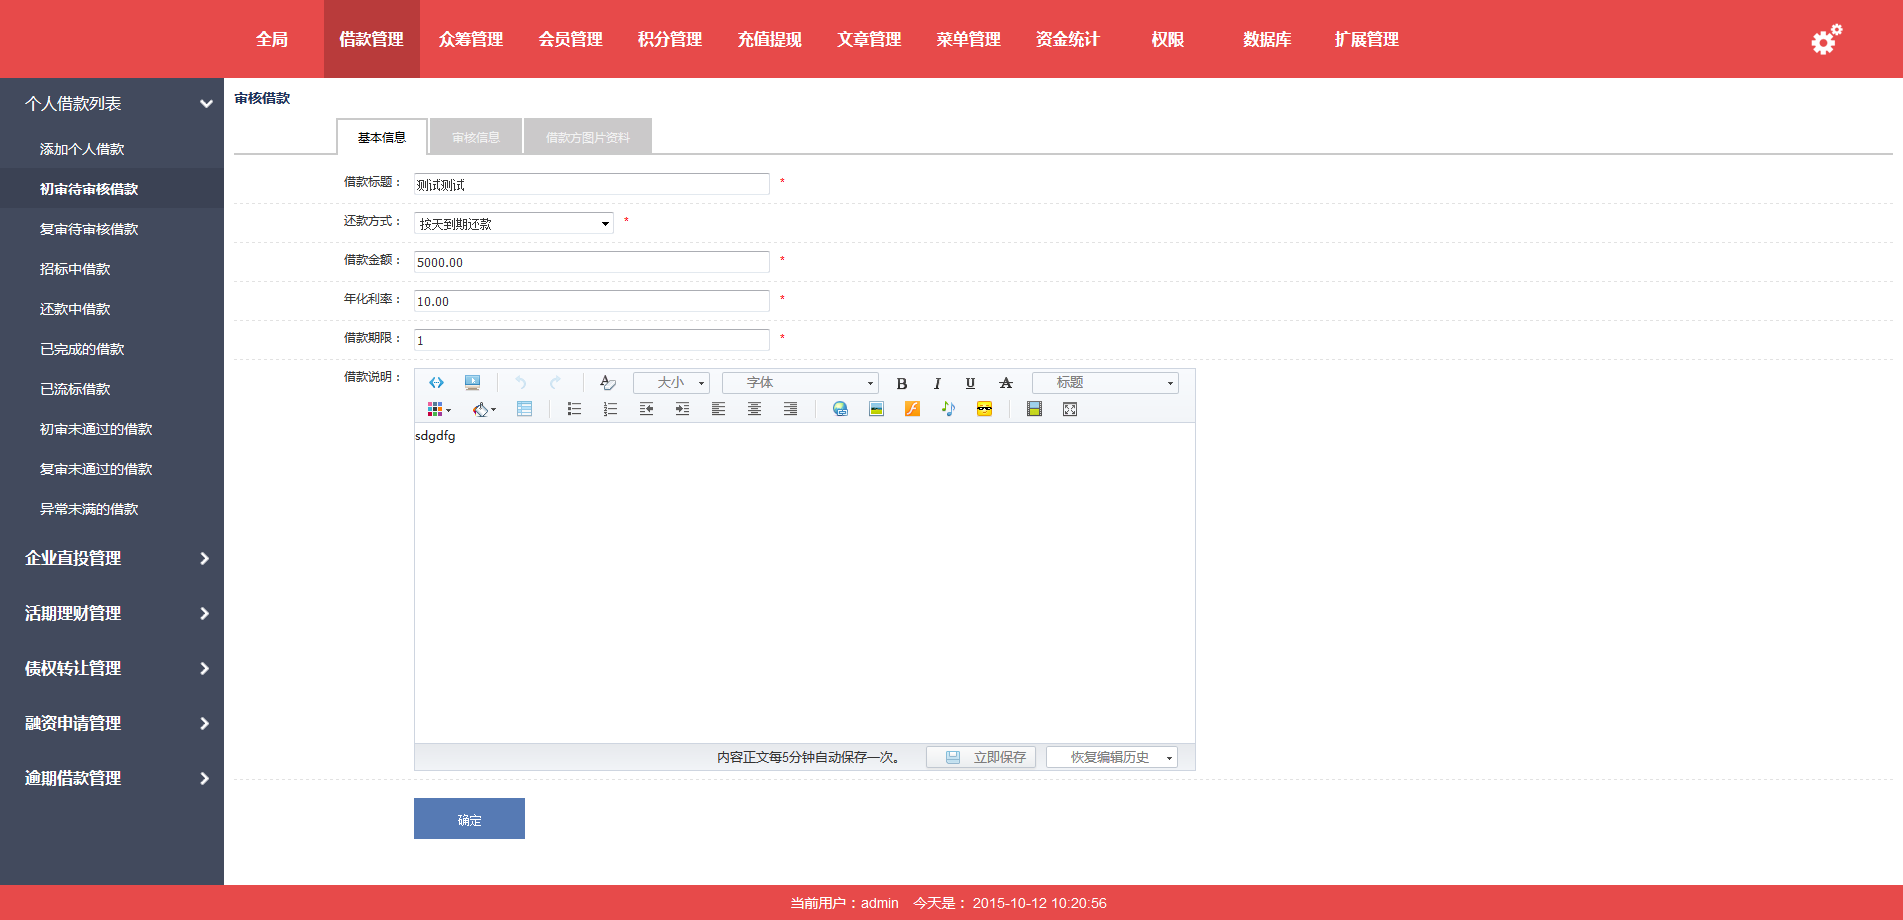 全局 借款管理 众筹管理 会员管理 积分管理 充值提现 文章管理 菜单管理 资金统计 权限 数据库 扩展管理
个人借款列表
添加个人借款
初审待审核借款
复审待审核借款
招标中借款
还款中借款
已完成的借款
已流标借款
初审未通过的借款
复审未通过的借款
异常未满的借款
企业直投管理
活期理财管理
债权转让管理
融资申请管理
逾期借款管理
审核借款
基本信息 审核信息 借款方图片资料
借款标题： 测试测试 *
还款方式： 按天到期还款 *
借款金额： 5000.00 *
年化利率： 10.00 *
借款期限： 1 *
借款说明：
大小 字体 B I U A 标题
sdgdfg
内容正文每5分钟自动保存一次。 立即保存 恢复编辑历史
确定
当前用户：admin 今天是： 2015-10-12 10:20:56